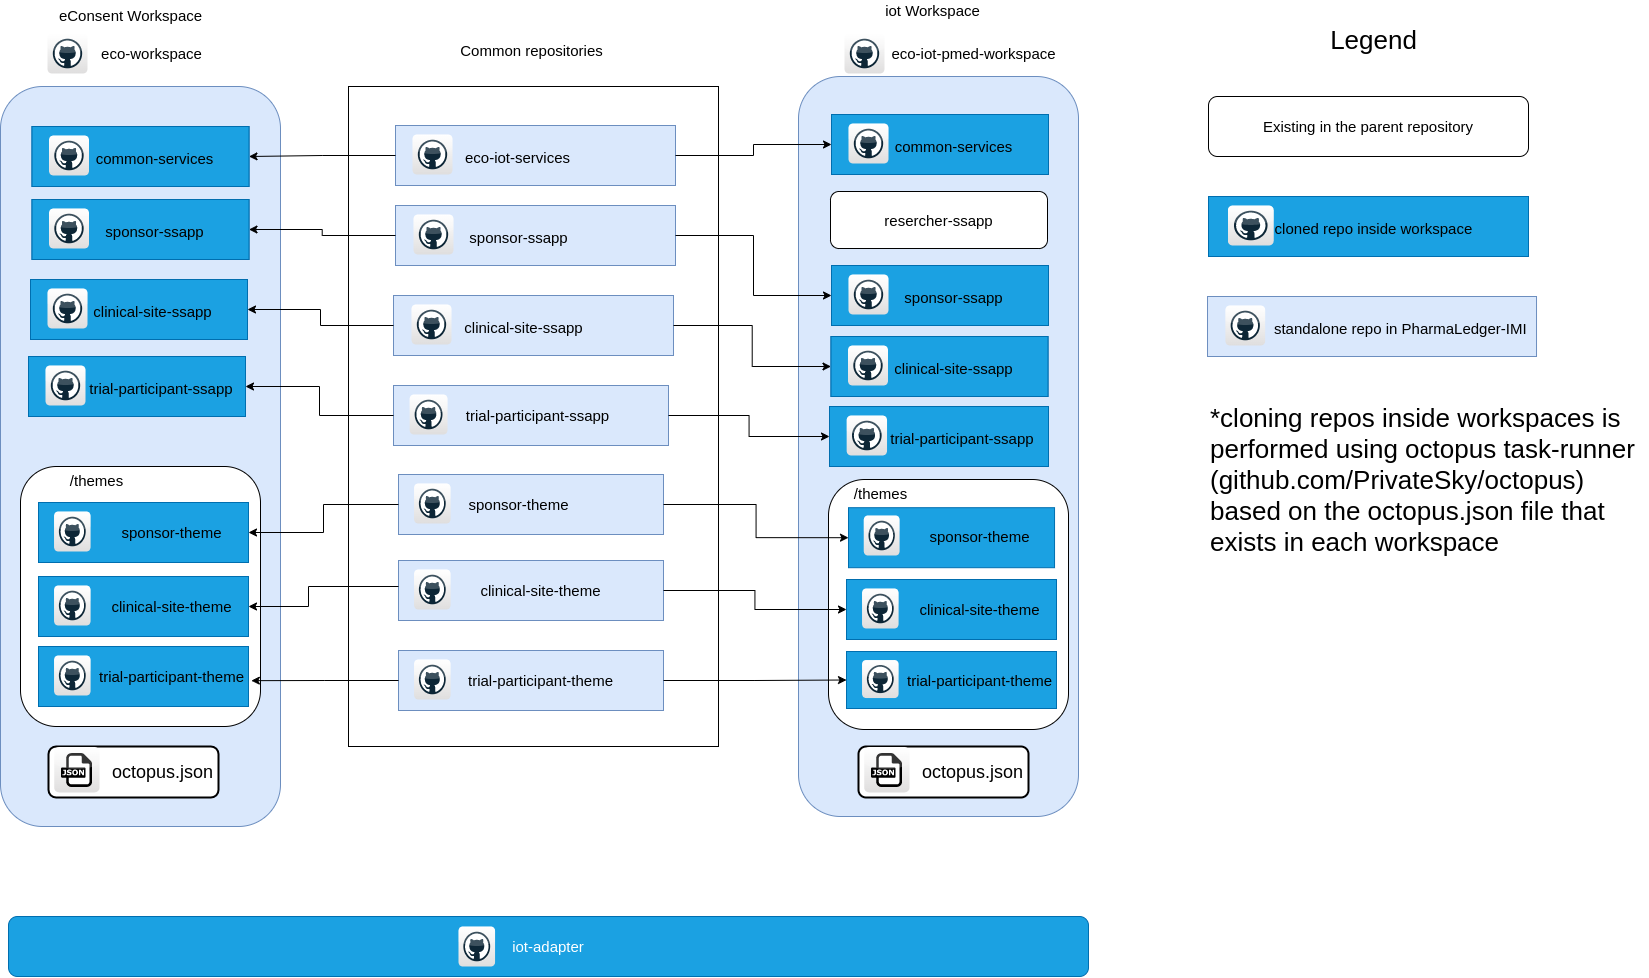 eConsent Workspace
eco-workspace
common-services
sponsor-ssapp
clinical-site-ssapp
trial-participant-ssapp
/themes
sponsor-theme
clinical-site-theme
trial-participant-theme
JSON
octopus.json
Common repositories
eco-iot-services
sponsor-ssapp
clinical-site-ssapp
trial-participant-ssapp
sponsor-theme
clinical-site-theme
trial-participant-theme
iot Workspace
eco-iot-pmed-workspace
common-services
resercher-ssapp
sponsor-ssapp
clinical-site-ssapp
trial-participant-ssapp
/themes
sponsor-theme
clinical-site-theme
trial-participant-theme
JSON
octopus.json
iot-adapter
Legend
Existing in the parent repository
cloned repo inside workspace
standalone repo in PharmaLedger-IMI
*cloning repos inside workspaces is
performed using octopus task-runner
(github.com/PrivateSky/octopus)
based on the octopus.json file that
exists in each workspace